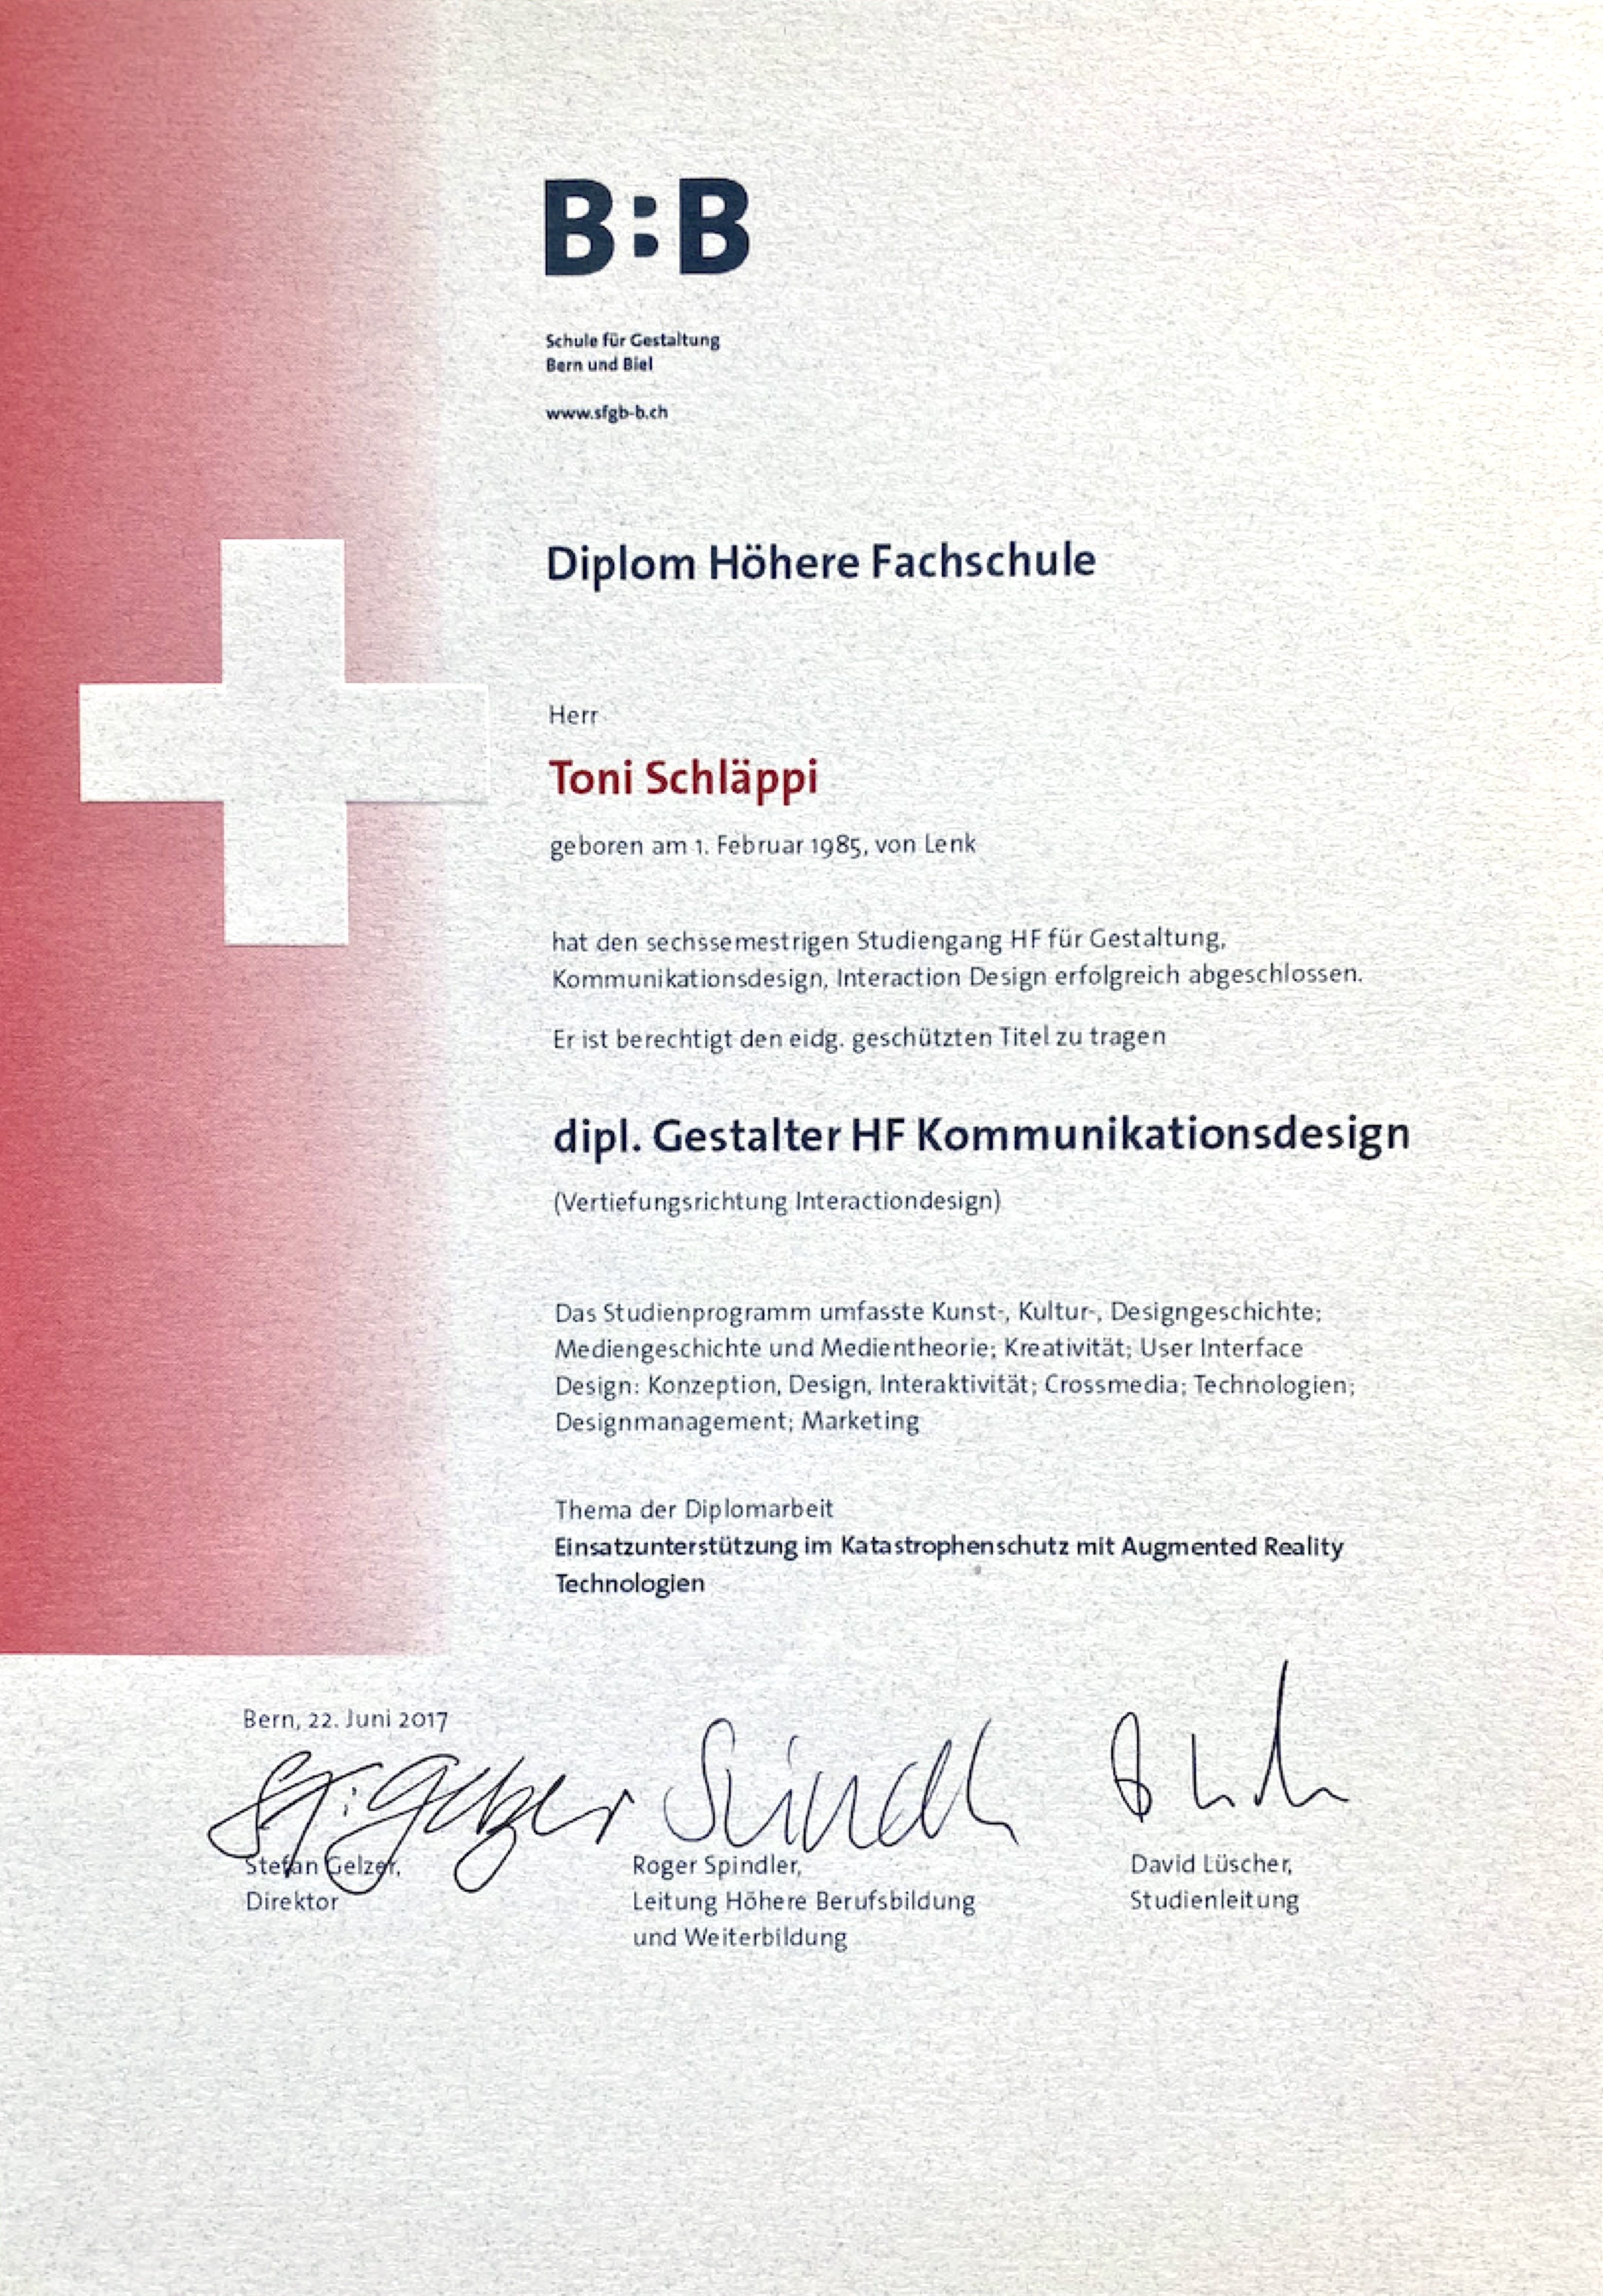 B:B
Schule für Gestaltung
Bern und Biel
www.sfgb-b.ch
Diplom Höhere Fachschule
Herr
Toni Schläppi
geboren am 1. Februar 1985, von Lenk
hat den sechssemestrigen Studiengang HF für Gestaltung,
Kommunikationsdesign, Interaction Design erfolgreich abgeschlossen.
Er ist berechtigt den eidg. geschützten Titel zu tragen
dipl. Gestalter HF Kommunikationsdesign
(Vertiefungsrichtung Interactiondesign)
Das Studienprogramm umfasste Kunst-, Kultur-, Designgeschichte;
Mediengeschichte und Medientheorie; Kreativität; User Interface
Design: Konzeption, Design, Interaktivität; Crossmedia; Technologien;
Designmanagement; Marketing
Thema der Diplomarbeit
Einsatzunterstützung im Katastrophenschutz mit Augmented Reality
Technologien
Bern, 22. Juni 2017
St. Gelzer
Stefan Gelzer,
Direktor
Roger Spindler,
Leitung Höhere Berufsbildung
und Weiterbildung
David Lüscher,
Studienleitung